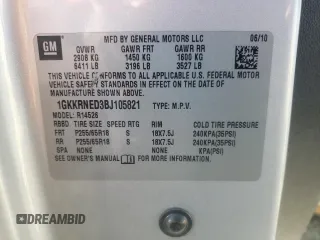 GM
MFD BY GENERAL MOTORS LLC 06/10
GVWR GAWR FRT GAWR RR
2908 KG 1450 KG 1600 KG
6411 LB 3196 LB 3527 LB
THIS VEHICLE CONFORMS TO ALL APPLICABLE U.S. FEDERAL MOTOR VEHICLE SAFETY STANDARDS IN EFFECT ON THE DATE OF MANUFACTURE SHOWN ABOVE.
1GKKRNED3BJ105821 TYPE: M.P.V.
MODEL: R14526
TIRE SIZE SPEED RTG RIM COLD TIRE PRESSURE
FRT P255/65R18 S 18X7.5J 240KPA(35PSI)
RR P255/65R18 S 18X7.5J 240KPA(35PSI)
SPA NONE NONE KPA(PSI)
SEE OWNER'S MANUAL FOR ADDITIONAL INFORMATION.
DREAMBID